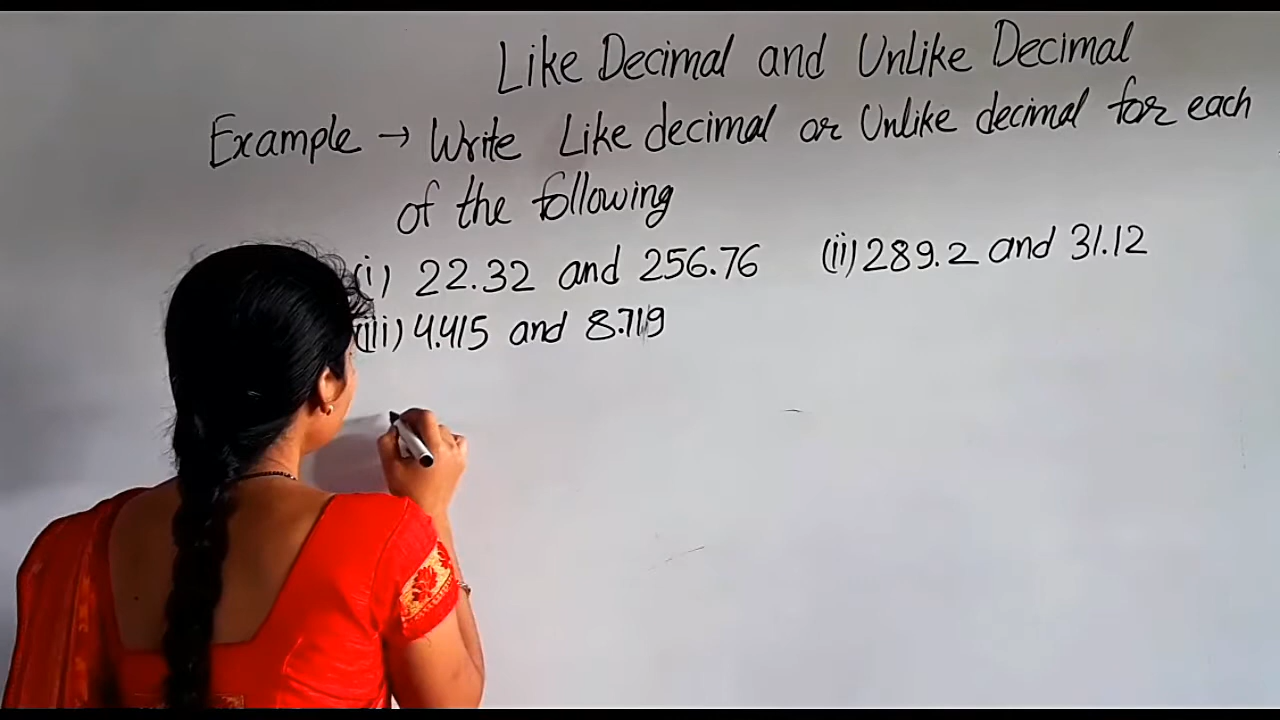 Like Decimal and UnLike Decimal
Example → Write Like decimal or Unlike decimal for each
of the following
(i) 22.32 and 256.76 (ii) 289.2 and 31.12
(iii) 4.415 and 8.719